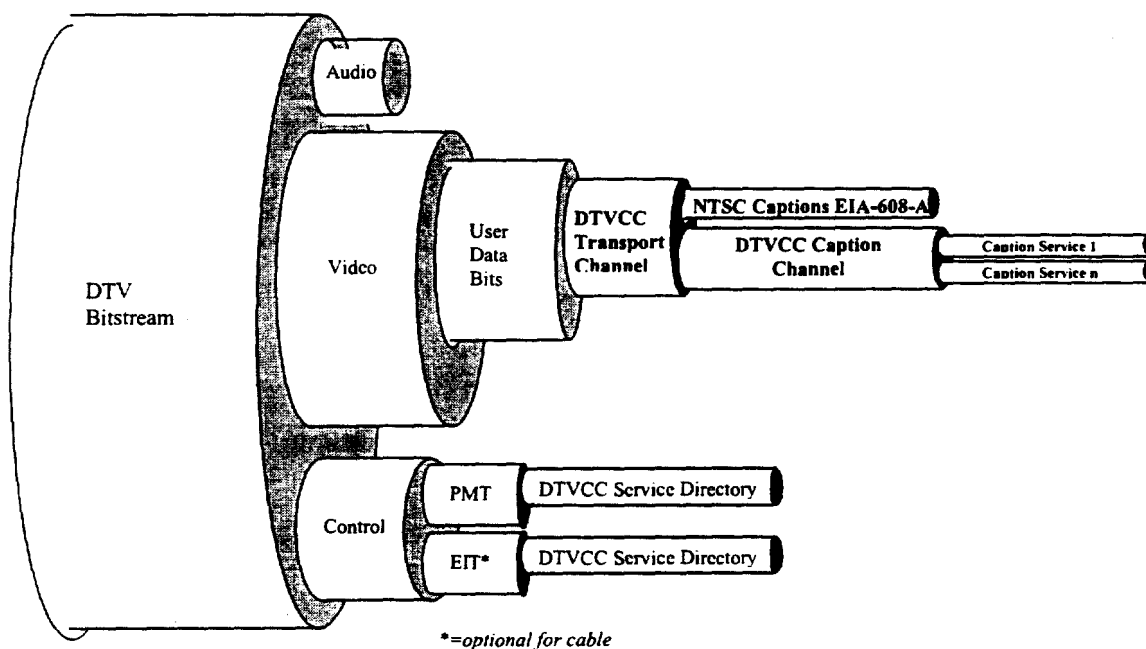 Audio
DTV
Bitstream
Video
User
Data
Bits
DTVCC
Transport
Channel
NTSC Captions EIA-608-A
DTVCC Caption
Channel
Caption Service 1
Caption Service n
Control
PMT
DTVCC Service Directory
EIT*
DTVCC Service Directory
*=optional for cable